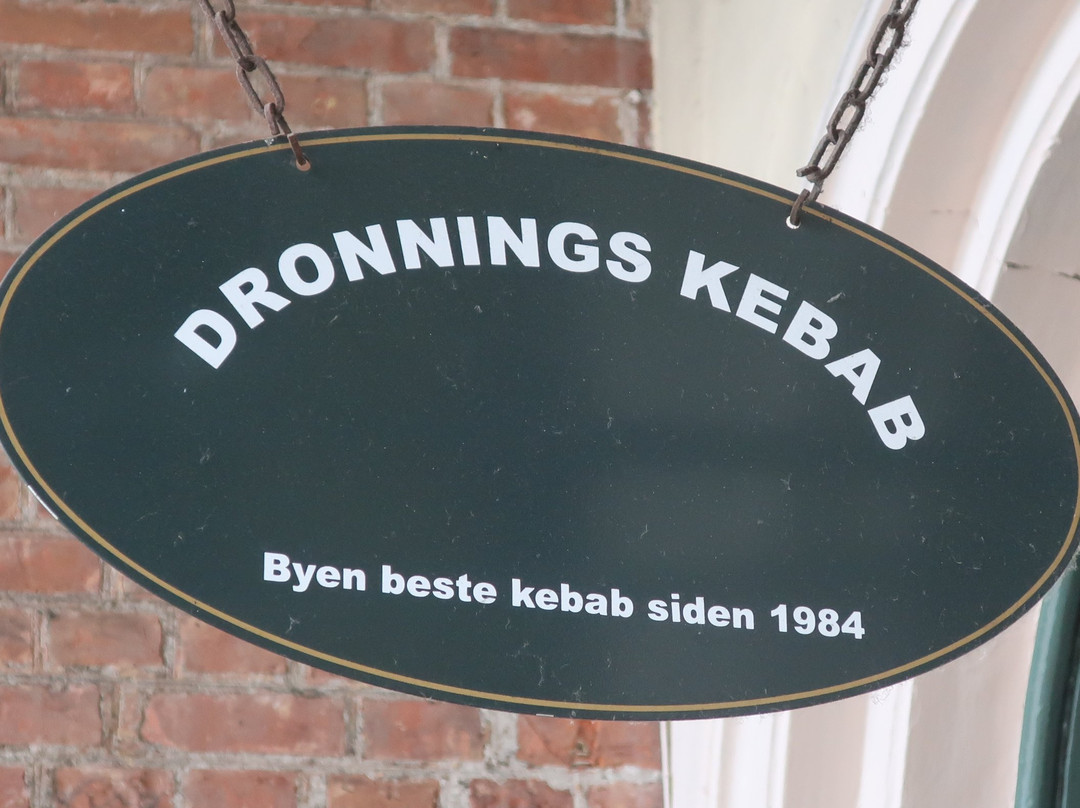 DRONNINGS KEBAB
Byen beste kebab siden 1984